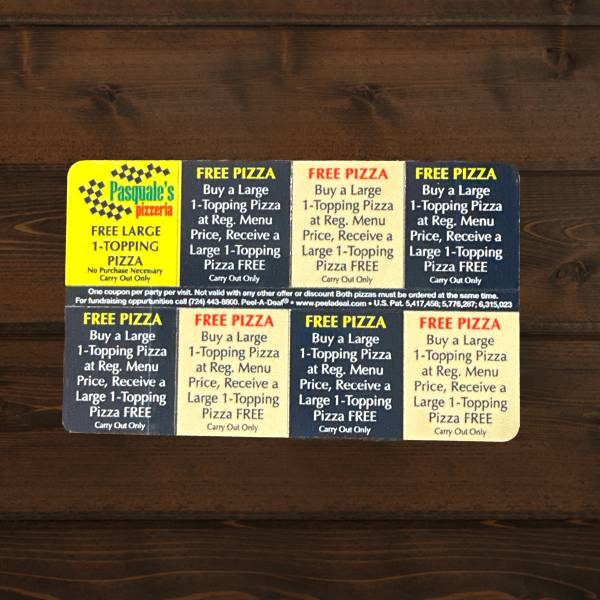 Pasquale's
pizzeria
FREE LARGE
1-TOPPING
PIZZA
No Purchase Necessary
Carry Out Only
FREE PIZZA
Buy a Large
1-Topping Pizza
at Reg. Menu
Price, Receive a
Large 1-Topping
Pizza FREE
Carry Out Only
FREE PIZZA
Buy a Large
1-Topping Pizza
at Reg. Menu
Price, Receive a
Large 1-Topping
Pizza FREE
Carry Out Only
FREE PIZZA
Buy a Large
1-Topping Pizza
at Reg. Menu
Price, Receive a
Large 1-Topping
Pizza FREE
Carry Out Only
One coupon per party per visit. Not valid with any other offer or discount Both pizzas must be ordered at the same time.
For fundraising oppurtunities call (724) 443-8800. Peel-A-Deal® • www.peeladeal.com • U.S. Pat. 5,417,458; 5,776,287; 6,315,023
FREE PIZZA
Buy a Large
1-Topping Pizza
at Reg. Menu
Price, Receive a
Large 1-Topping
Pizza FREE
Carry Out Only
FREE PIZZA
Buy a Large
1-Topping Pizza
at Reg. Menu
Price, Receive a
Large 1-Topping
Pizza FREE
Carry Out Only
FREE PIZZA
Buy a Large
1-Topping Pizza
at Reg. Menu
Price, Receive a
Large 1-Topping
Pizza FREE
Carry Out Only
FREE PIZZA
Buy a Large
1-Topping Pizza
at Reg. Menu
Price, Receive a
Large 1-Topping
Pizza FREE
Carry Out Only